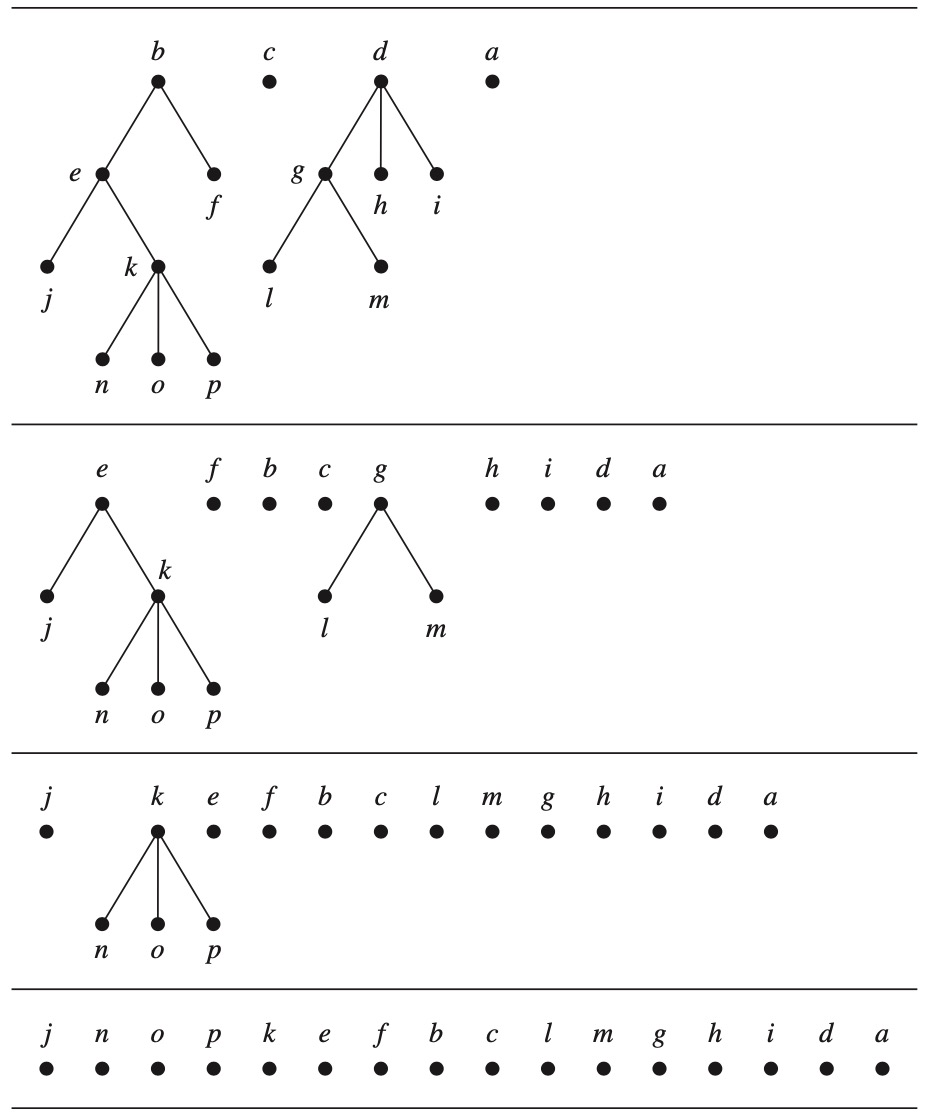 b c d a
e f g h i
j k l m
n o p
e f b c g h i d a
k
j l m
n o p
j k e f b c l m g h i d a
n o p
j n o p k e f b c l m g h i d a